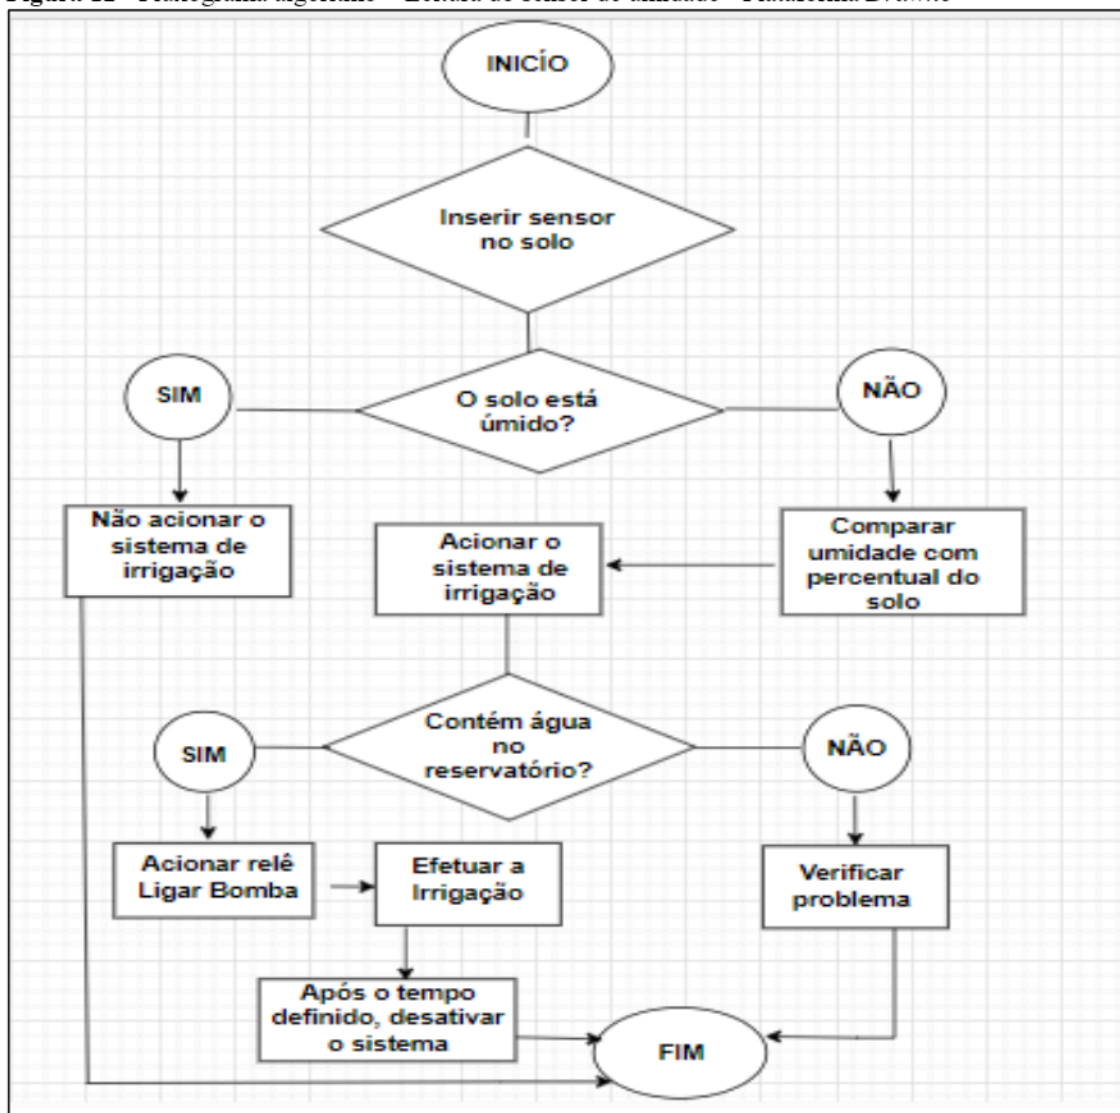 INICÍO
Inserir sensor
no solo
O solo está
úmido?
SIM
NÃO
Não acionar o
sistema de
irrigação
Acionar o
sistema de
irrigação
Comparar
umidade com
percentual do
solo
Contém água
no
reservatório?
SIM
NÃO
Acionar relê
Ligar Bomba
Efetuar a
Irrigação
Verificar
problema
Após o tempo
definido, desativar
o sistema
FIM